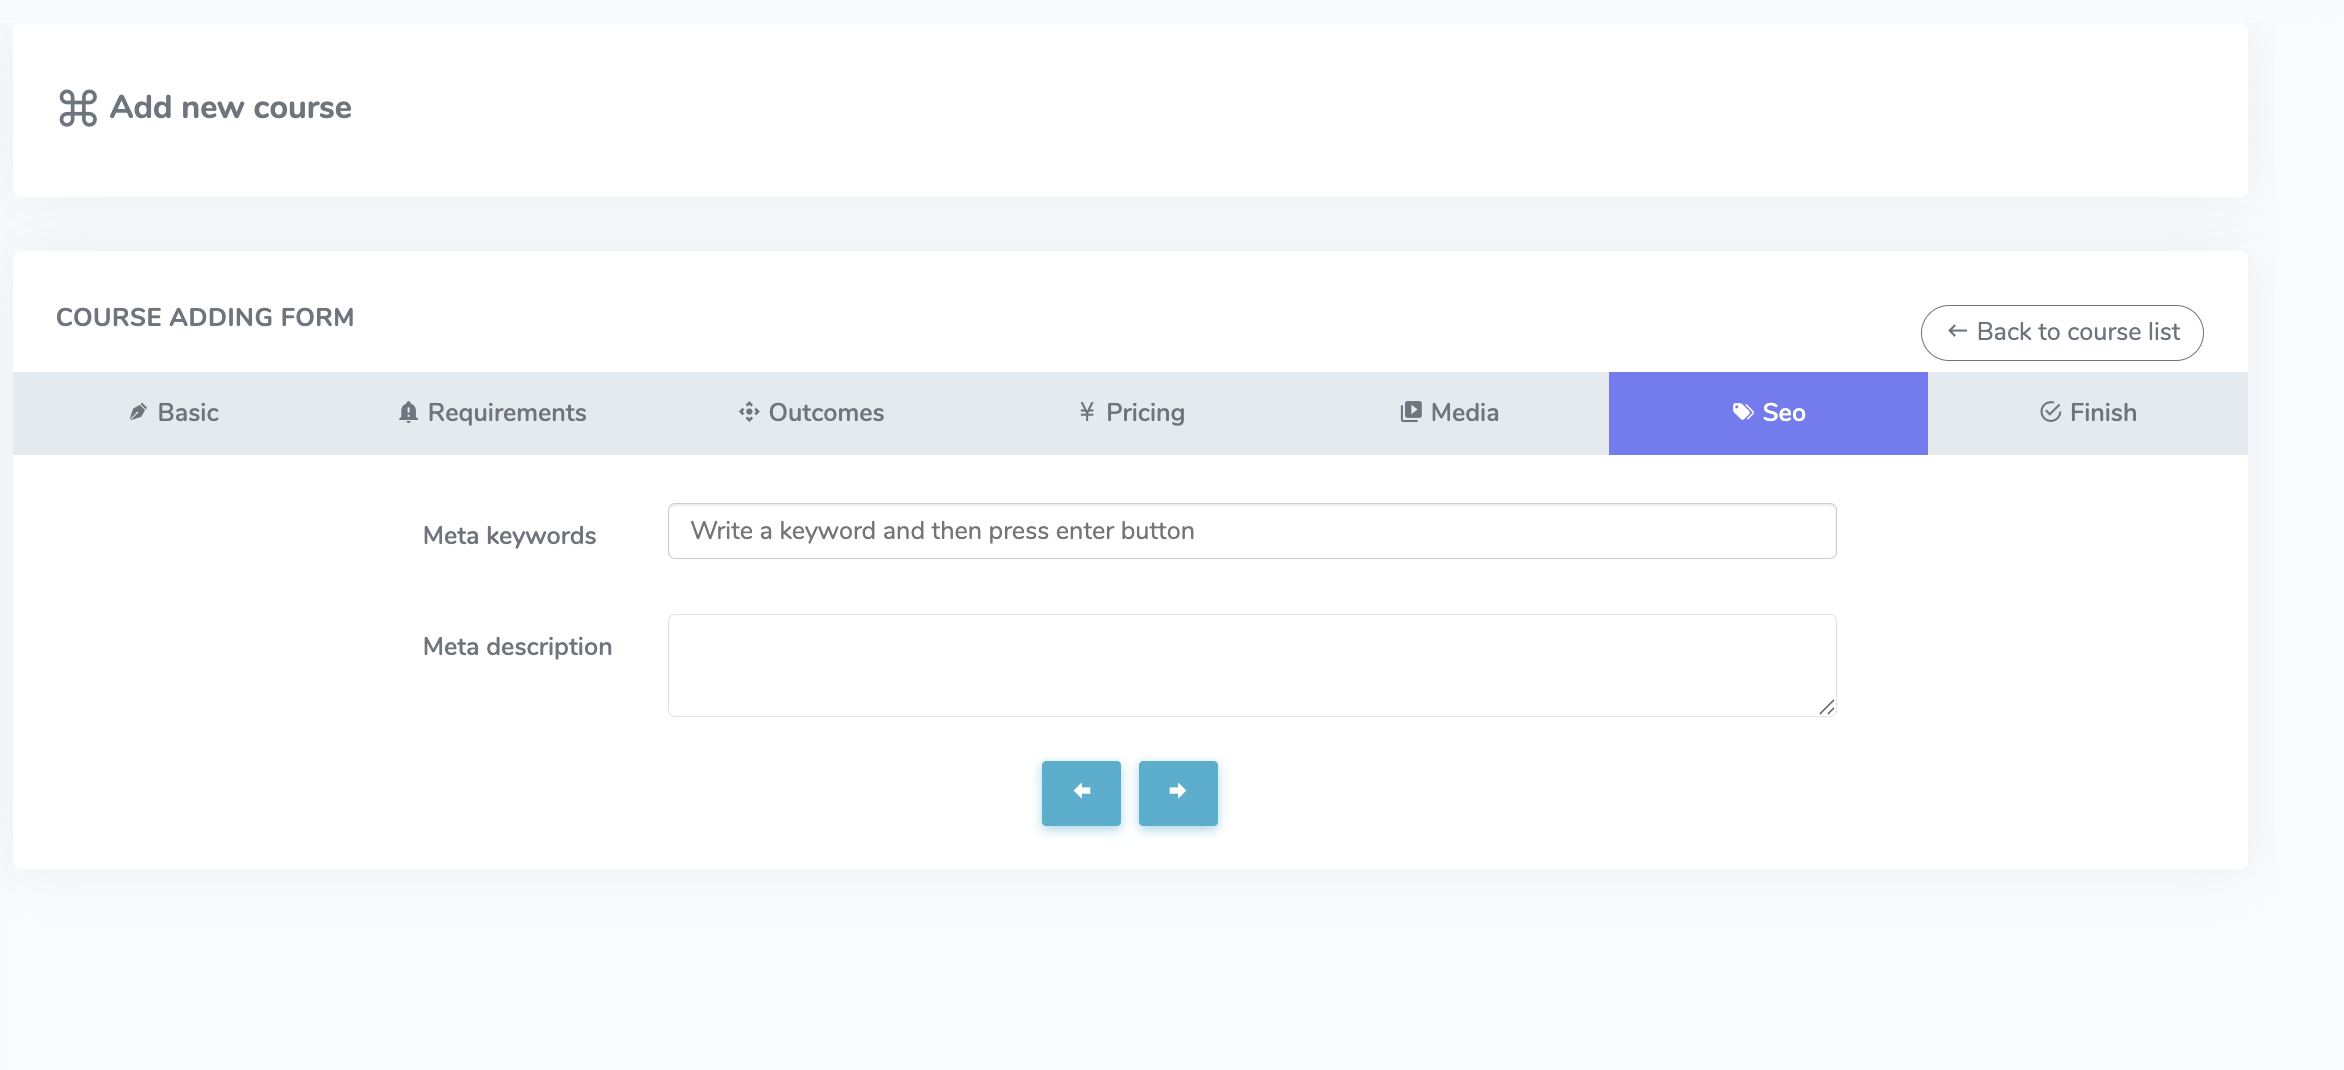 Add new course
COURSE ADDING FORM
Back to course list
Basic
Requirements
Outcomes
¥ Pricing
Media
Seo
Finish
Meta keywords
Write a keyword and then press enter button
Meta description